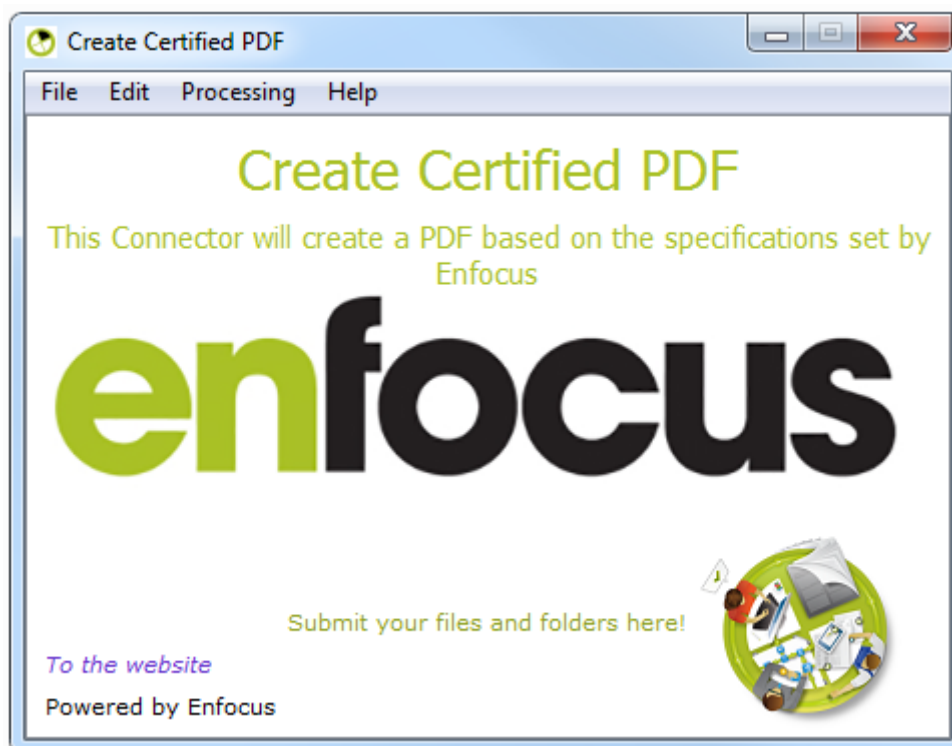 Create Certified PDF
File Edit Processing Help
Create Certified PDF
This Connector will create a PDF based on the specifications set by
Enfocus
enfocus
Submit your files and folders here!
To the website
Powered by Enfocus